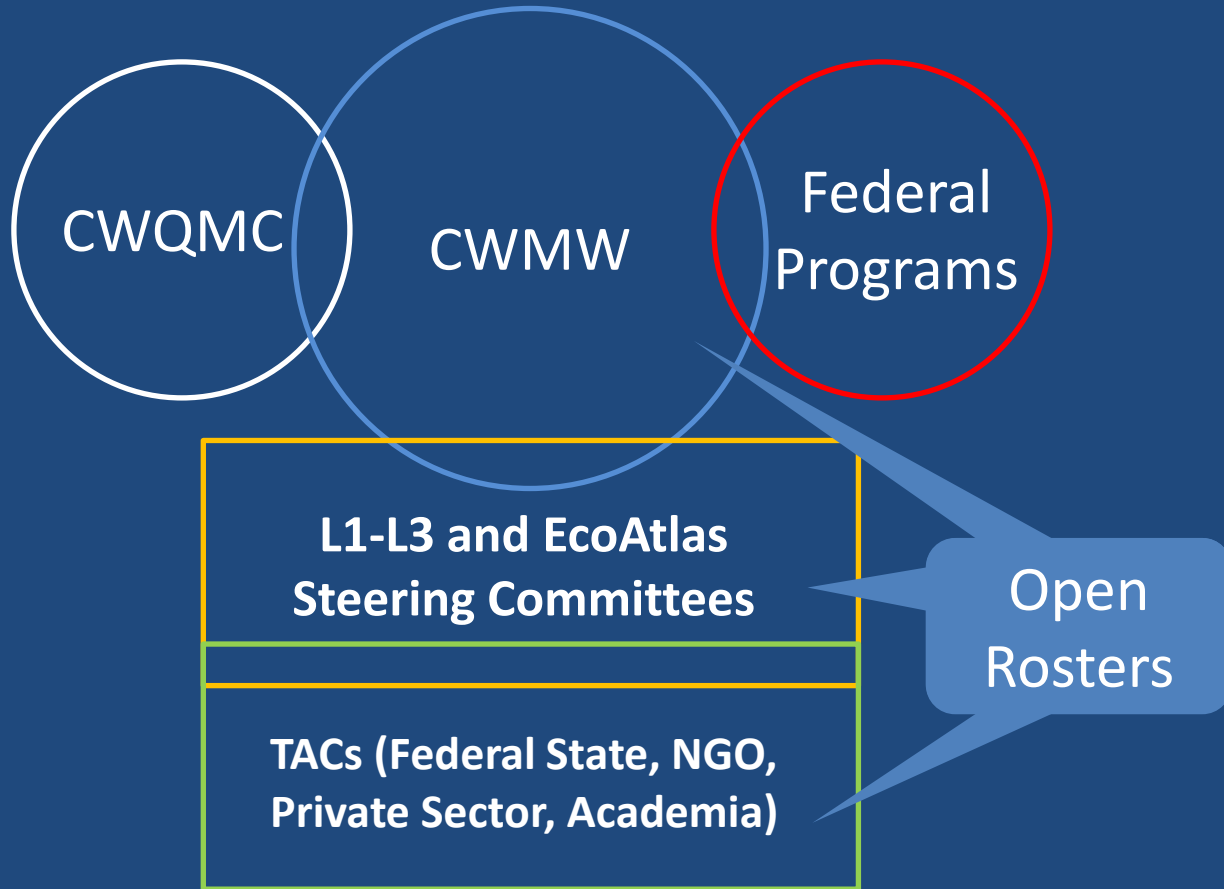 CWQMC
CWMW
Federal
Programs
L1-L3 and EcoAtlas
Steering Committees
Open
Rosters
TACs (Federal State, NGO,
Private Sector, Academia)